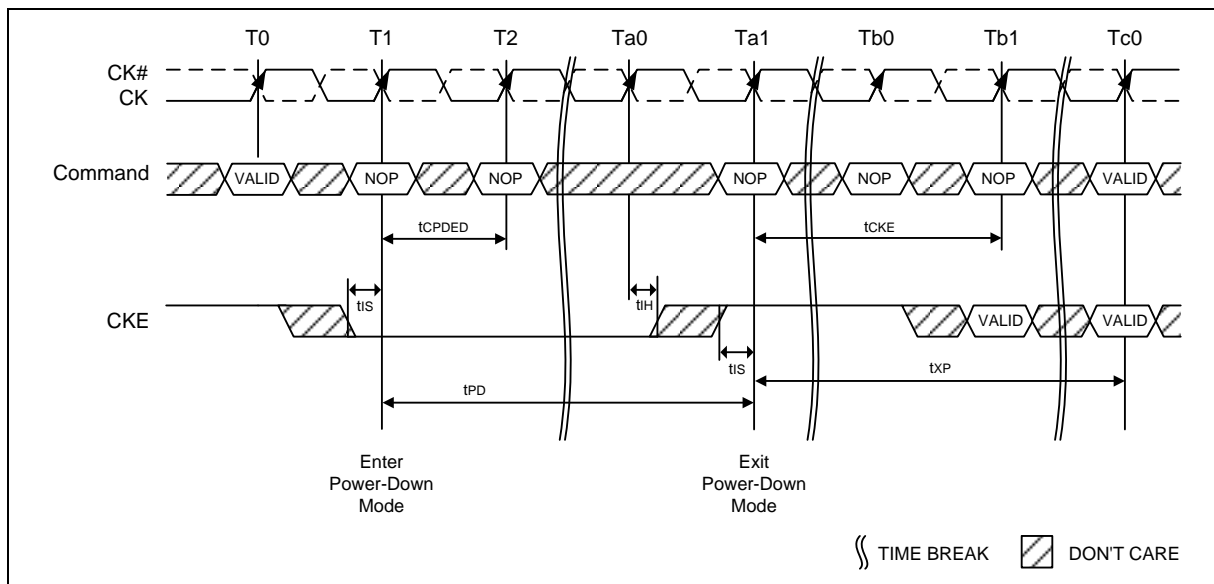 T0 T1 T2 Ta0 Ta1 Tb0 Tb1 Tc0
CK#
CK
Command VALID NOP NOP NOP NOP NOP VALID
tCPDED tCKE
tIS tIH
CKE VALID VALID
tIS
tPD tXP
Enter
Power-Down
Mode
Exit
Power-Down
Mode
TIME BREAK DON'T CARE